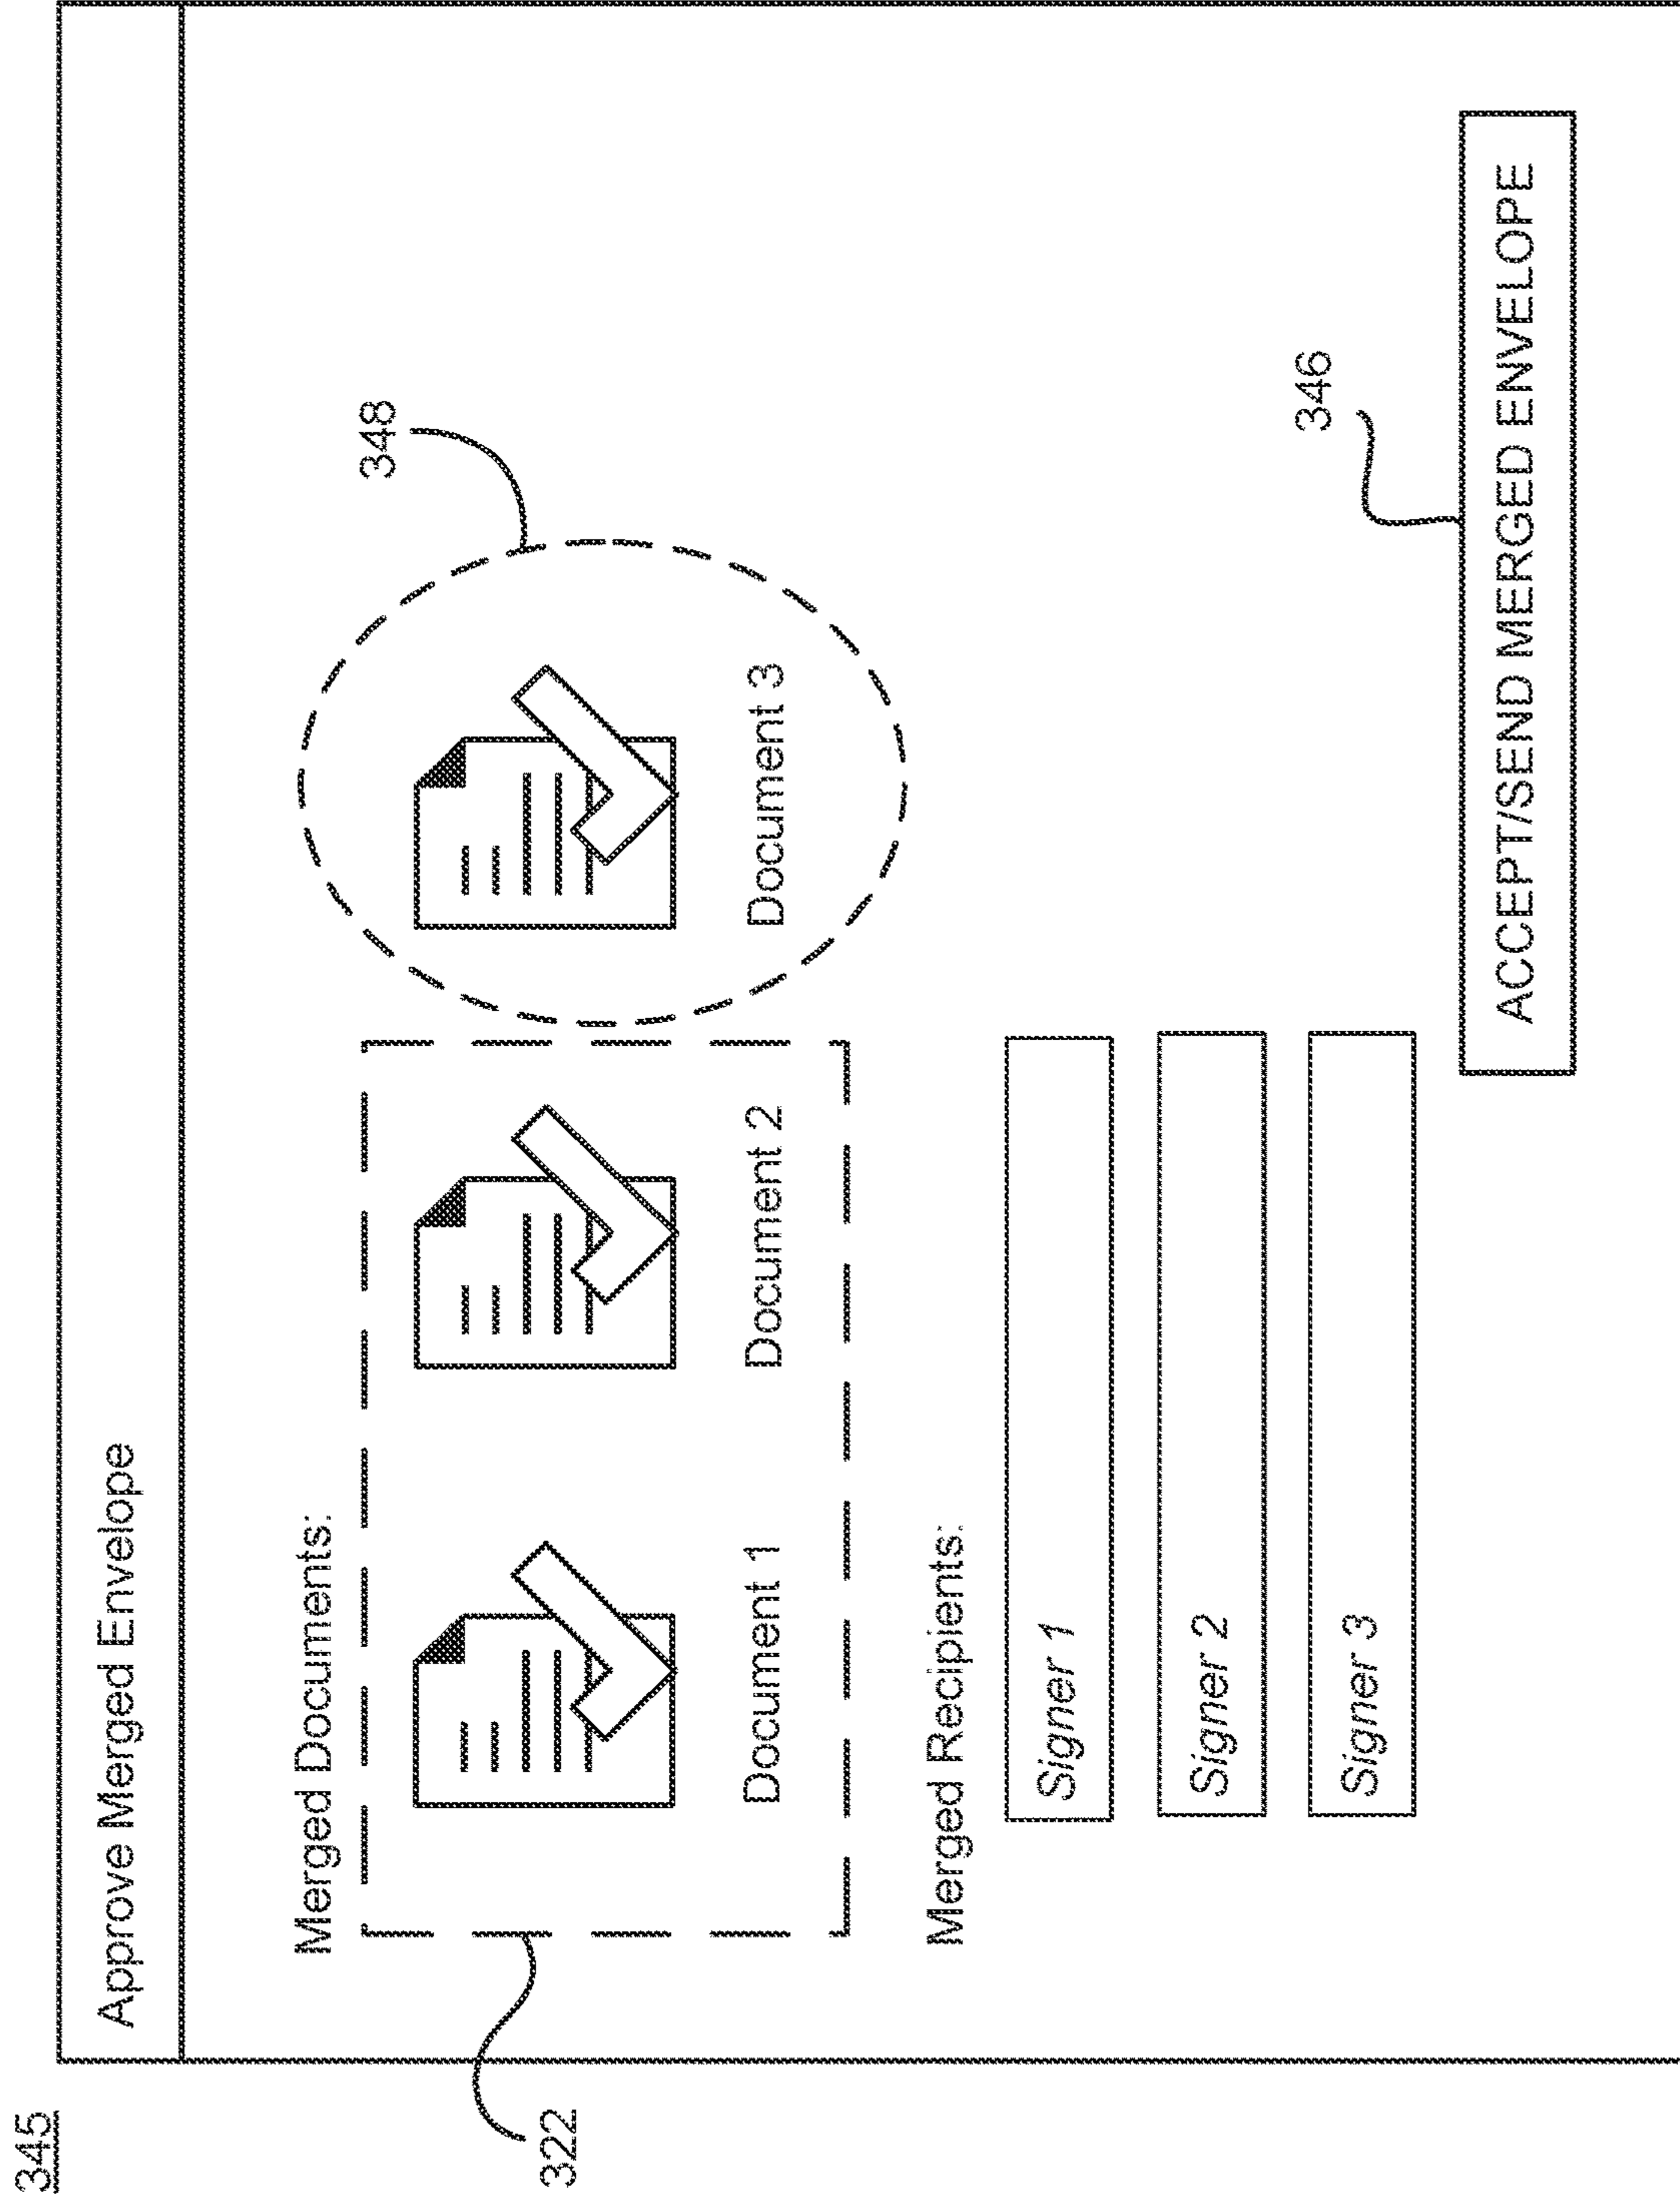 345
Approve Merged Envelope
Merged Documents:
348
322
Document 1
Document 2
Document 3
Merged Recipients:
Signer 1
Signer 2
Signer 3
346
ACCEPT/SEND MERGED ENVELOPE